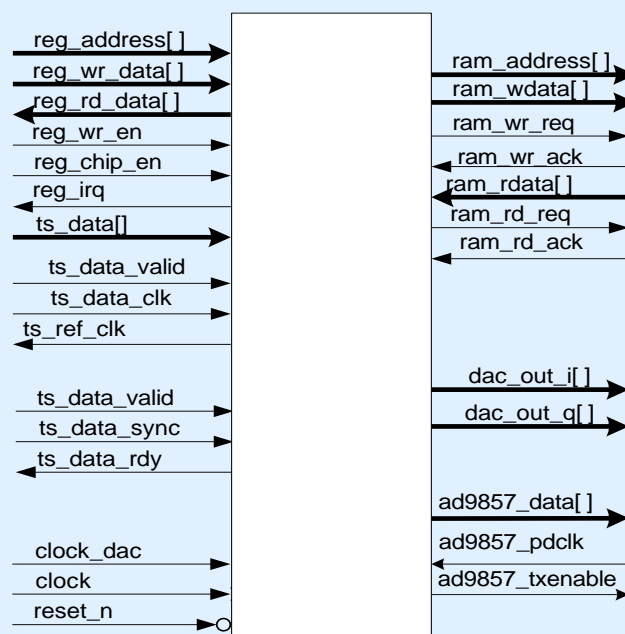 reg_address[ ]
reg_wr_data[ ]
reg_rd_data[ ]
reg_wr_en
reg_chip_en
reg_irq
ts_data[]
ts_data_valid
ts_data_clk
ts_ref_clk
ts_data_valid
ts_data_sync
ts_data_rdy
clock_dac
clock
reset_n
ram_address[ ]
ram_wdata[ ]
ram_wr_req
ram_wr_ack
ram_rdata[ ]
ram_rd_req
ram_rd_ack
dac_out_i[ ]
dac_out_q[ ]
ad9857_data[ ]
ad9857_pdclk
ad9857_txenable